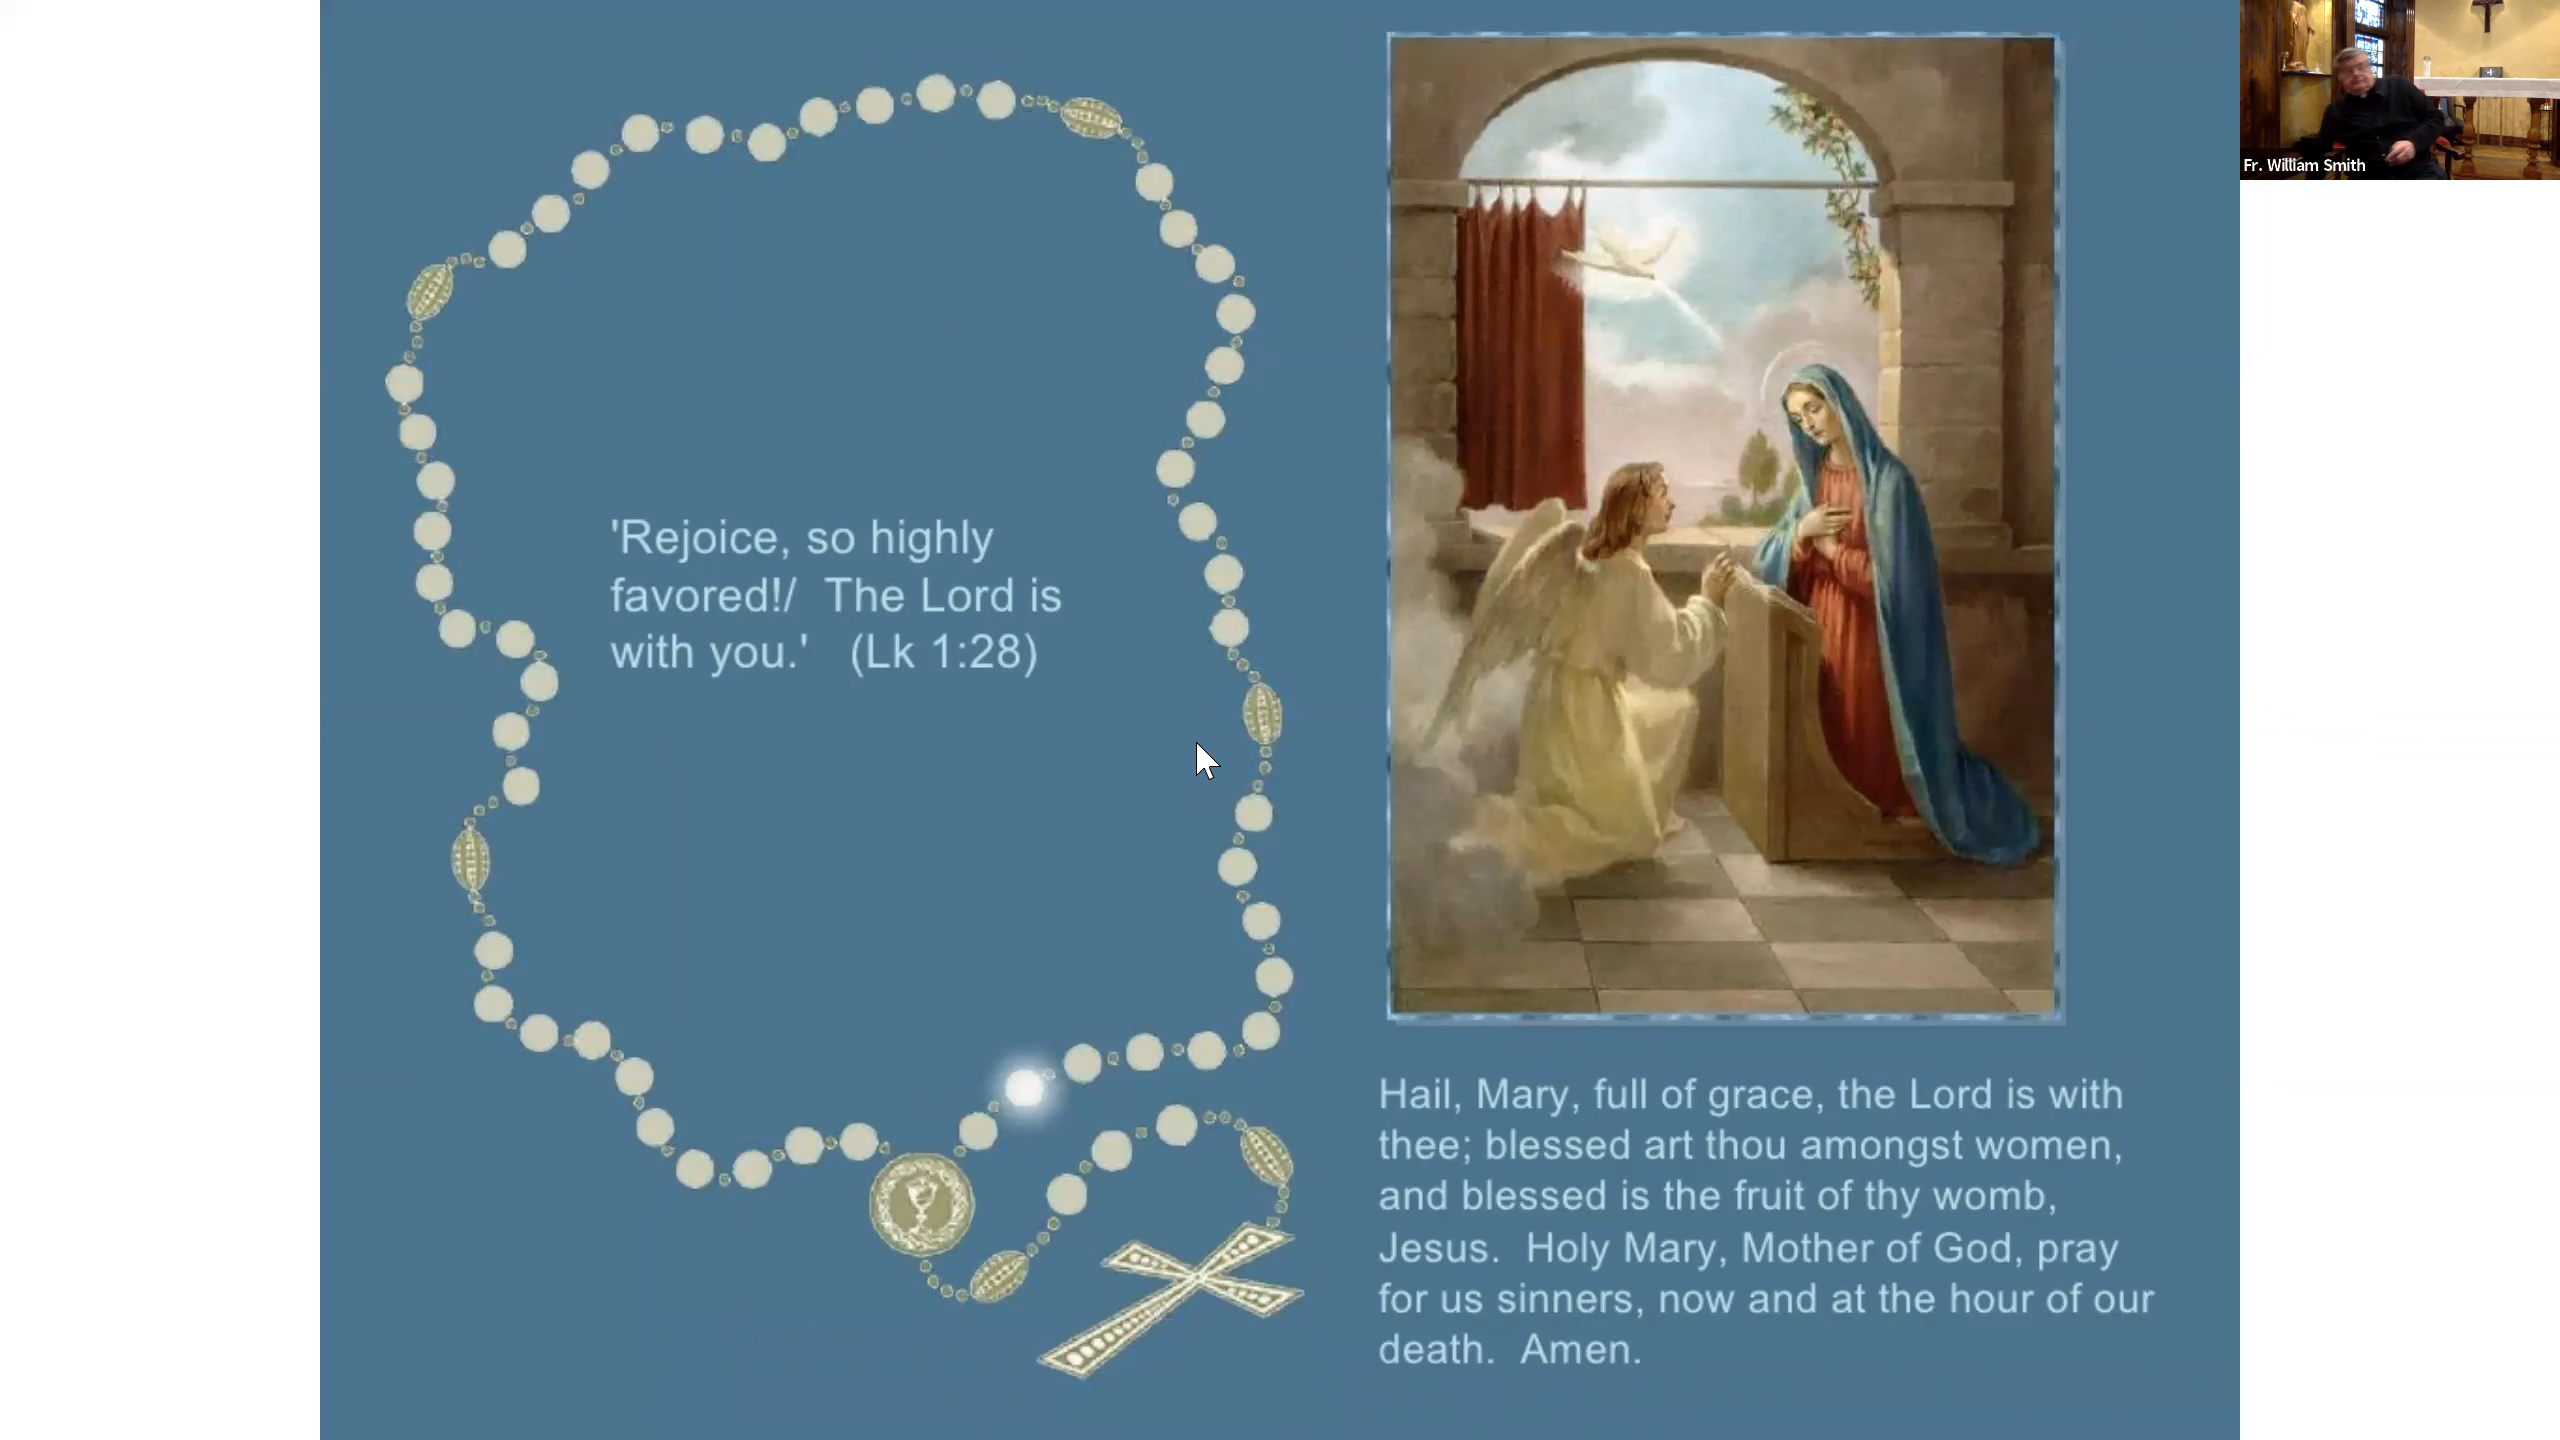 'Rejoice, so highly
favored!/  The Lord is
with you.'   (Lk 1:28)
Hail, Mary, full of grace, the Lord is with
thee; blessed art thou amongst women,
and blessed is the fruit of thy womb,
Jesus.  Holy Mary, Mother of God, pray
for us sinners, now and at the hour of our
death.  Amen.
Fr. William Smith